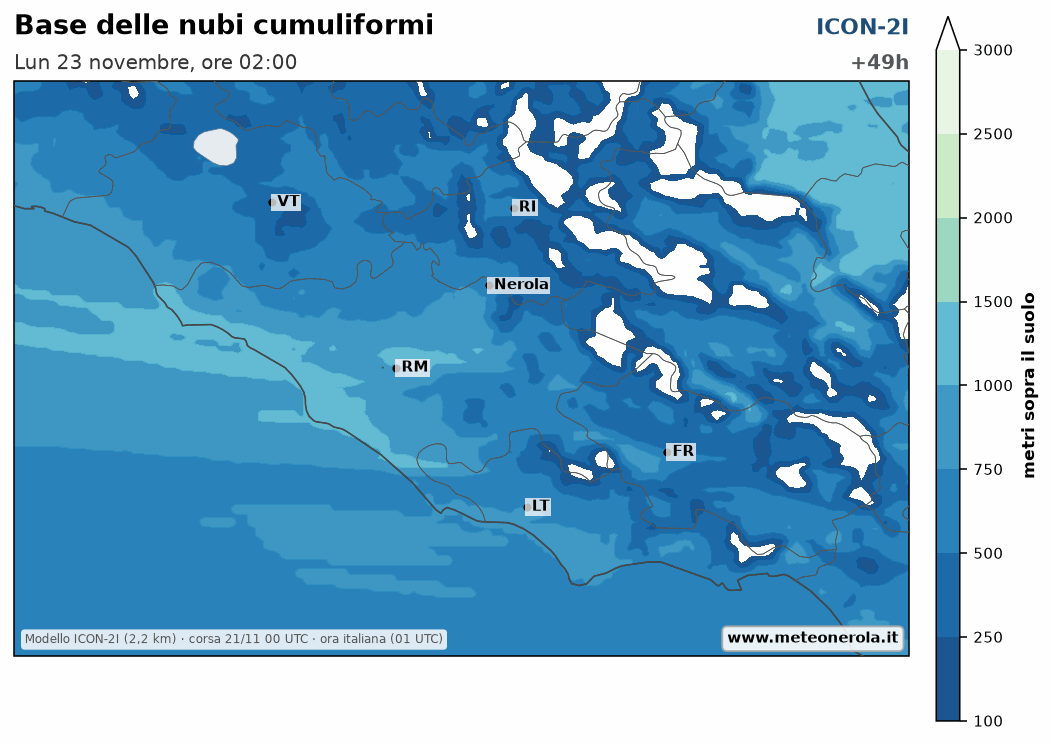 Base delle nubi cumuliformi
ICON-2I
Lun 23 novembre, ore 02:00
+49h
VT
RI
Nerola
RM
FR
LT
Modello ICON-2I (2,2 km) · corsa 21/11 00 UTC · ora italiana (01 UTC)
www.meteonerola.it
3000
2500
2000
1500
1000
750
500
250
100
metri sopra il suolo